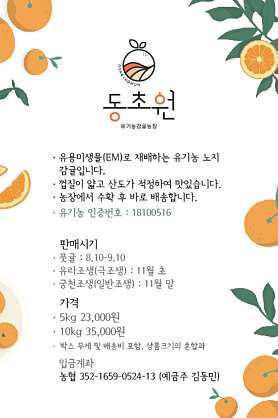 동초원
유기농감귤농장
· 유용미생물(EM)로 재배하는 유기농 노지
감귤입니다.
· 껍질이 얇고 산도가 적정하여 맛있습니다.
· 농장에서 수확 후 바로 배송합니다.
· 유기농 인증번호 : 18100516
판매시기
· 풋귤 : 8,10-9,10
· 유라조생(극조생) : 11월 초
· 궁천조생(일반조생) : 11월 말
가격
· 5kg 23,000원
· 10kg 35,000원
· 박스 무게 및 배송비 포함, 상품크기의 혼합과
입금계좌
농협 352-1659-0524-13 (예금주 김동민)